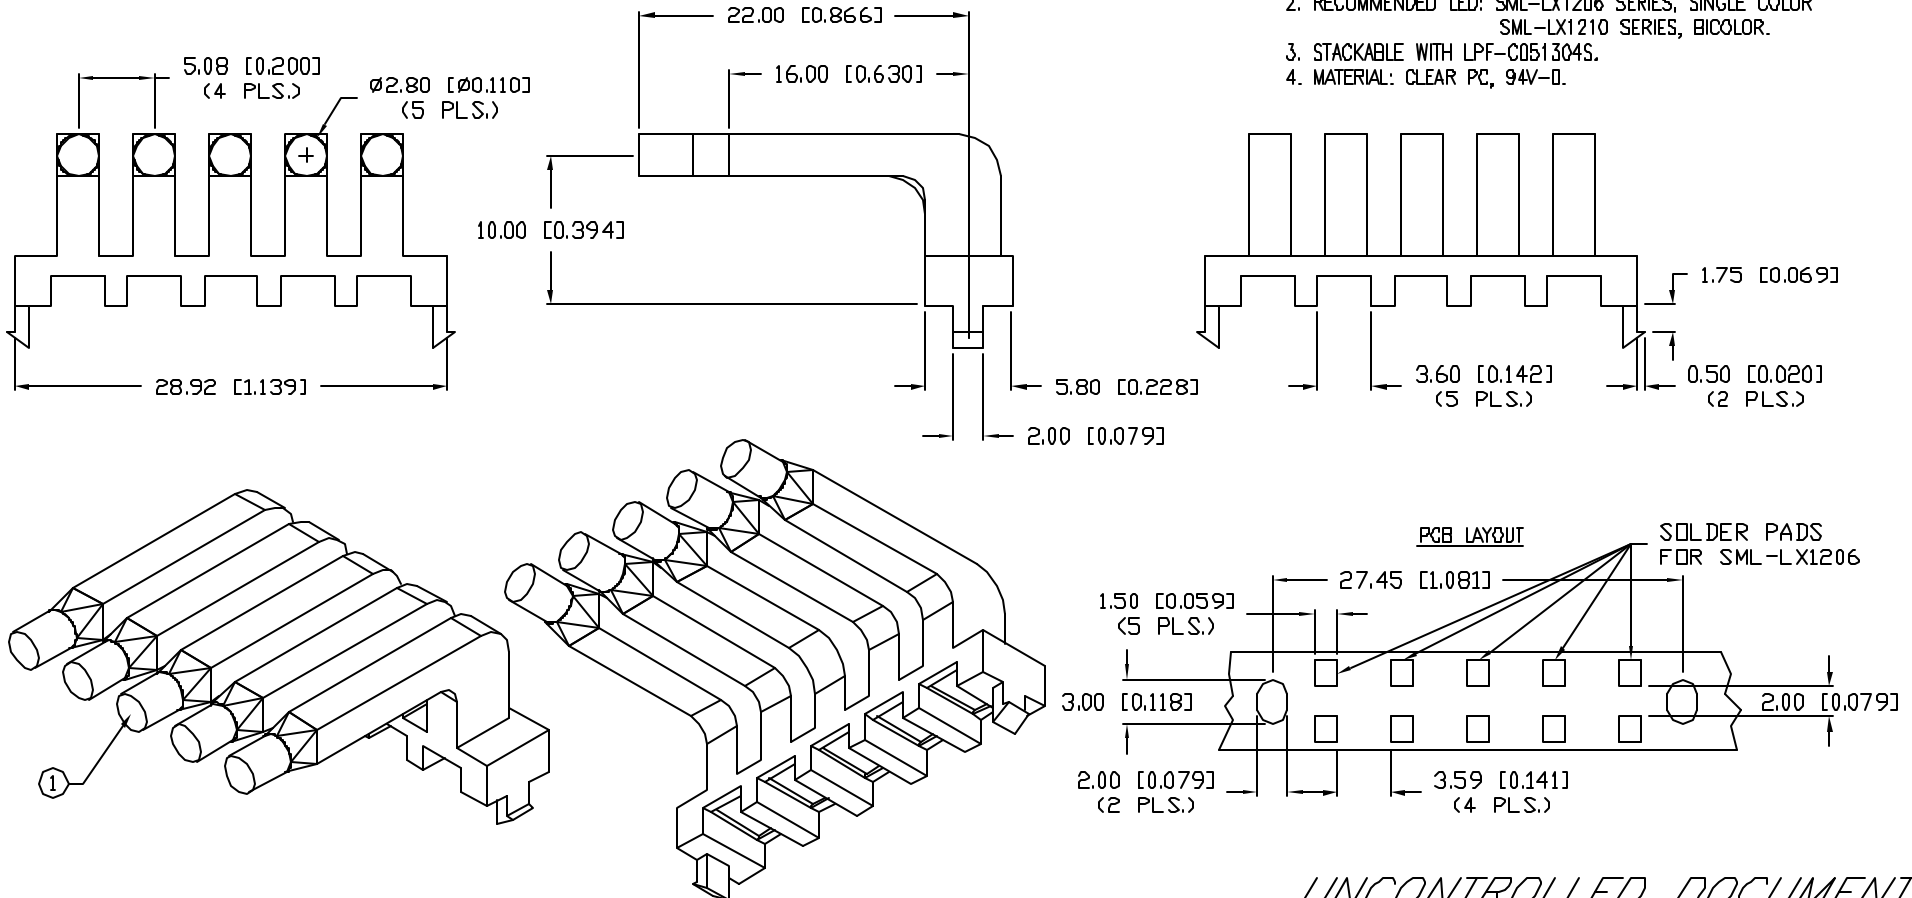 2. RECOMMENDED LED: SML-LX1206 SERIES, SINGLE COLOR
SML-LX1210 SERIES, BICOLOR.
3. STACKABLE WITH LPF-C051304S.
4. MATERIAL: CLEAR PC, 94V-0.
22.00 [0.866]
16.00 [0.630]
5.08 [0.200]
(4 PLS.)
Ø2.80 [Ø0.110]
(5 PLS.)
10.00 [0.394]
28.92 [1.139]
5.80 [0.228]
2.00 [0.079]
1.75 [0.069]
3.60 [0.142]
(5 PLS.)
0.50 [0.020]
(2 PLS.)
1
PCB LAYOUT
SOLDER PADS
FOR SML-LX1206
27.45 [1.081]
1.50 [0.059]
(5 PLS.)
3.00 [0.118]
2.00 [0.079]
2.00 [0.079]
(2 PLS.)
3.59 [0.141]
(4 PLS.)
UNCONTROLLED DOCUMENT